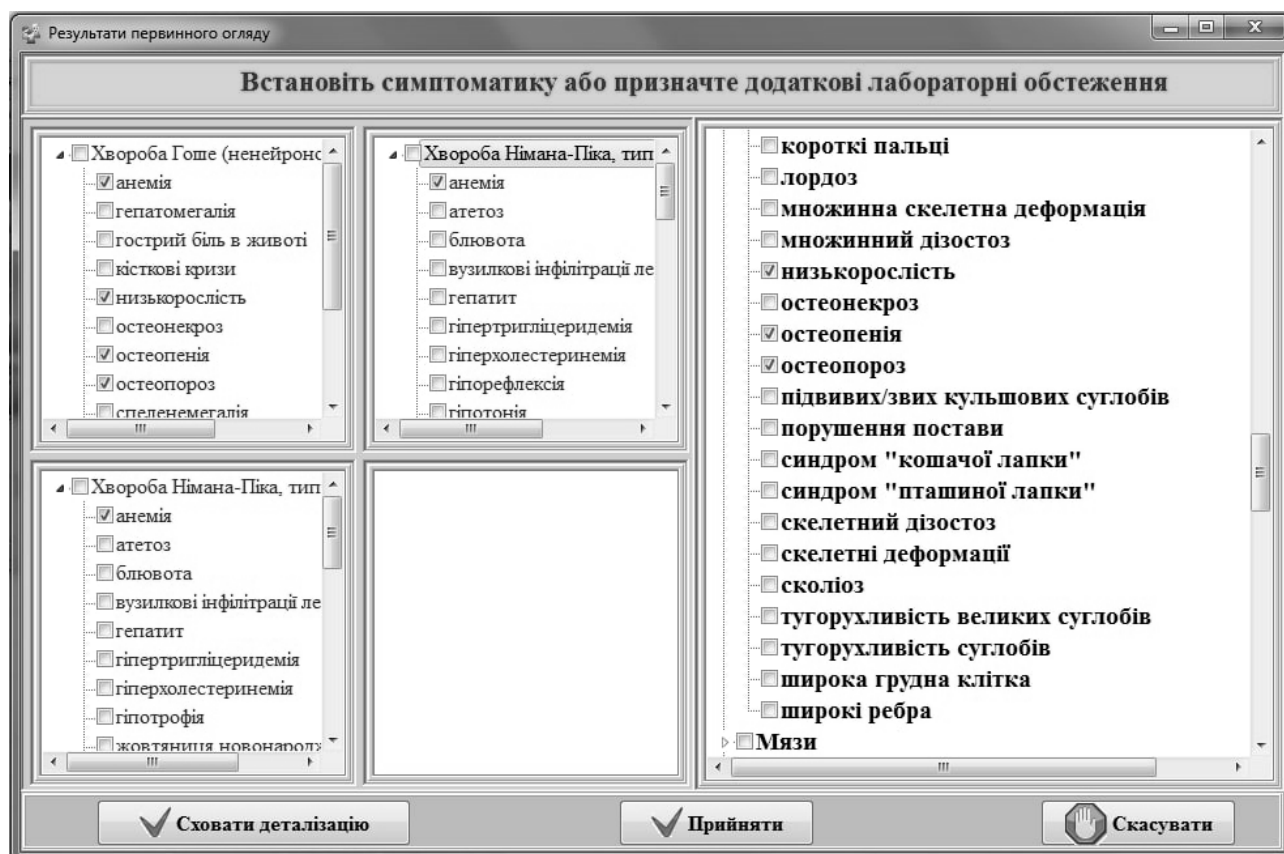 Результати первинного огляду
Встановіть симптоматику або призначте додаткові лабораторні обстеження
Хвороба Гоше (ненейроно
анемія
гепатомегалія
гострий біль в животі
кісткові кризи
низькорослість
остеонекроз
остеопенія
остеопороз
спеленемегалія
Хвороба Німана-Піка, тип
анемія
атетоз
блювота
вузилкові інфілітрації ле
гепатит
гіпертригліцеридемія
гіперхолестеринемія
гіпорефлексія
гіпотонія
Хвороба Німана-Піка, тип
анемія
атетоз
блювота
вузилкові інфілітрації ле
гепатит
гіпертригліцеридемія
гіперхолестеринемія
гіпотрофія
жовтяниця новонародж
короткі пальці
лордоз
множинна скелетна деформація
множинний дізостоз
низькорослість
остеонекроз
остеопенія
остеопороз
підвивих/звих кульшових суглобів
порушення постави
синдром "кошачої лапки"
синдром "пташиної лапки"
скелетний дізостоз
скелетні деформації
сколіоз
тугорухливість великих суглобів
тугорухливість суглобів
широка грудна клітка
широкі ребра
Мязи
Сховати деталізацію
Прийняти
Скасувати